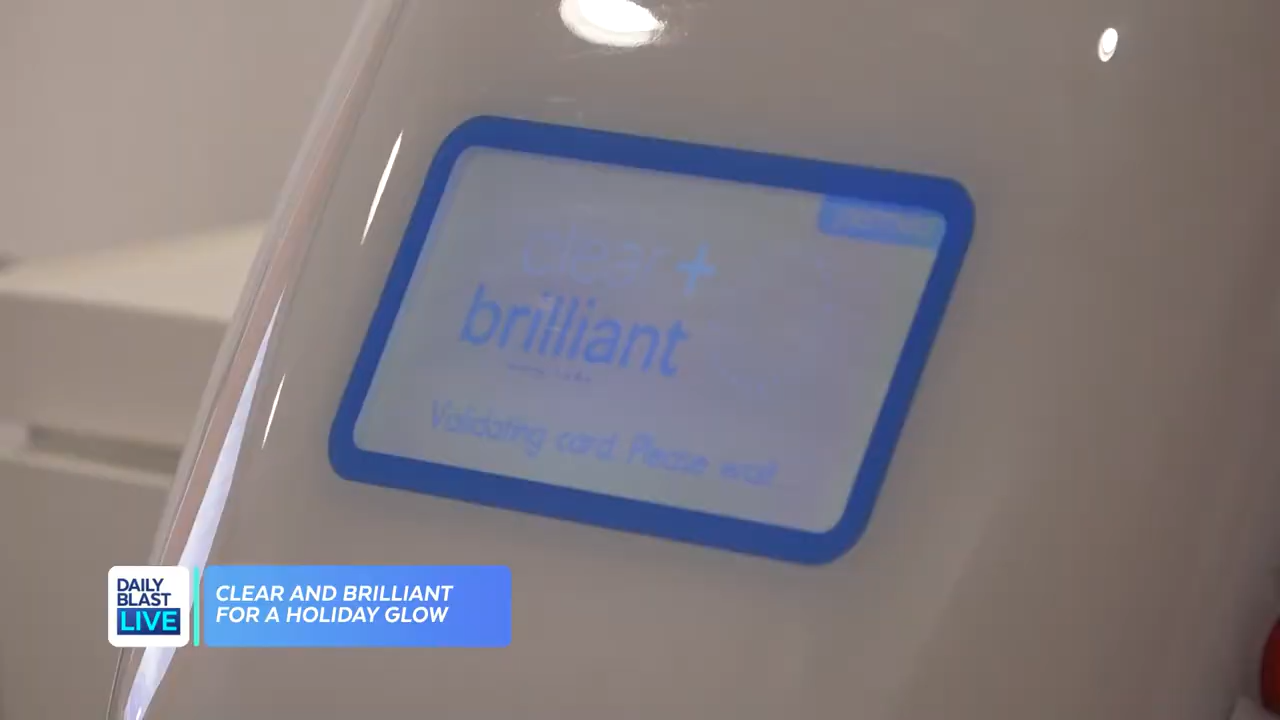 clear +
brilliant
Validating card. Please wait
DAILY
BLAST
LIVE
CLEAR AND BRILLIANT
FOR A HOLIDAY GLOW